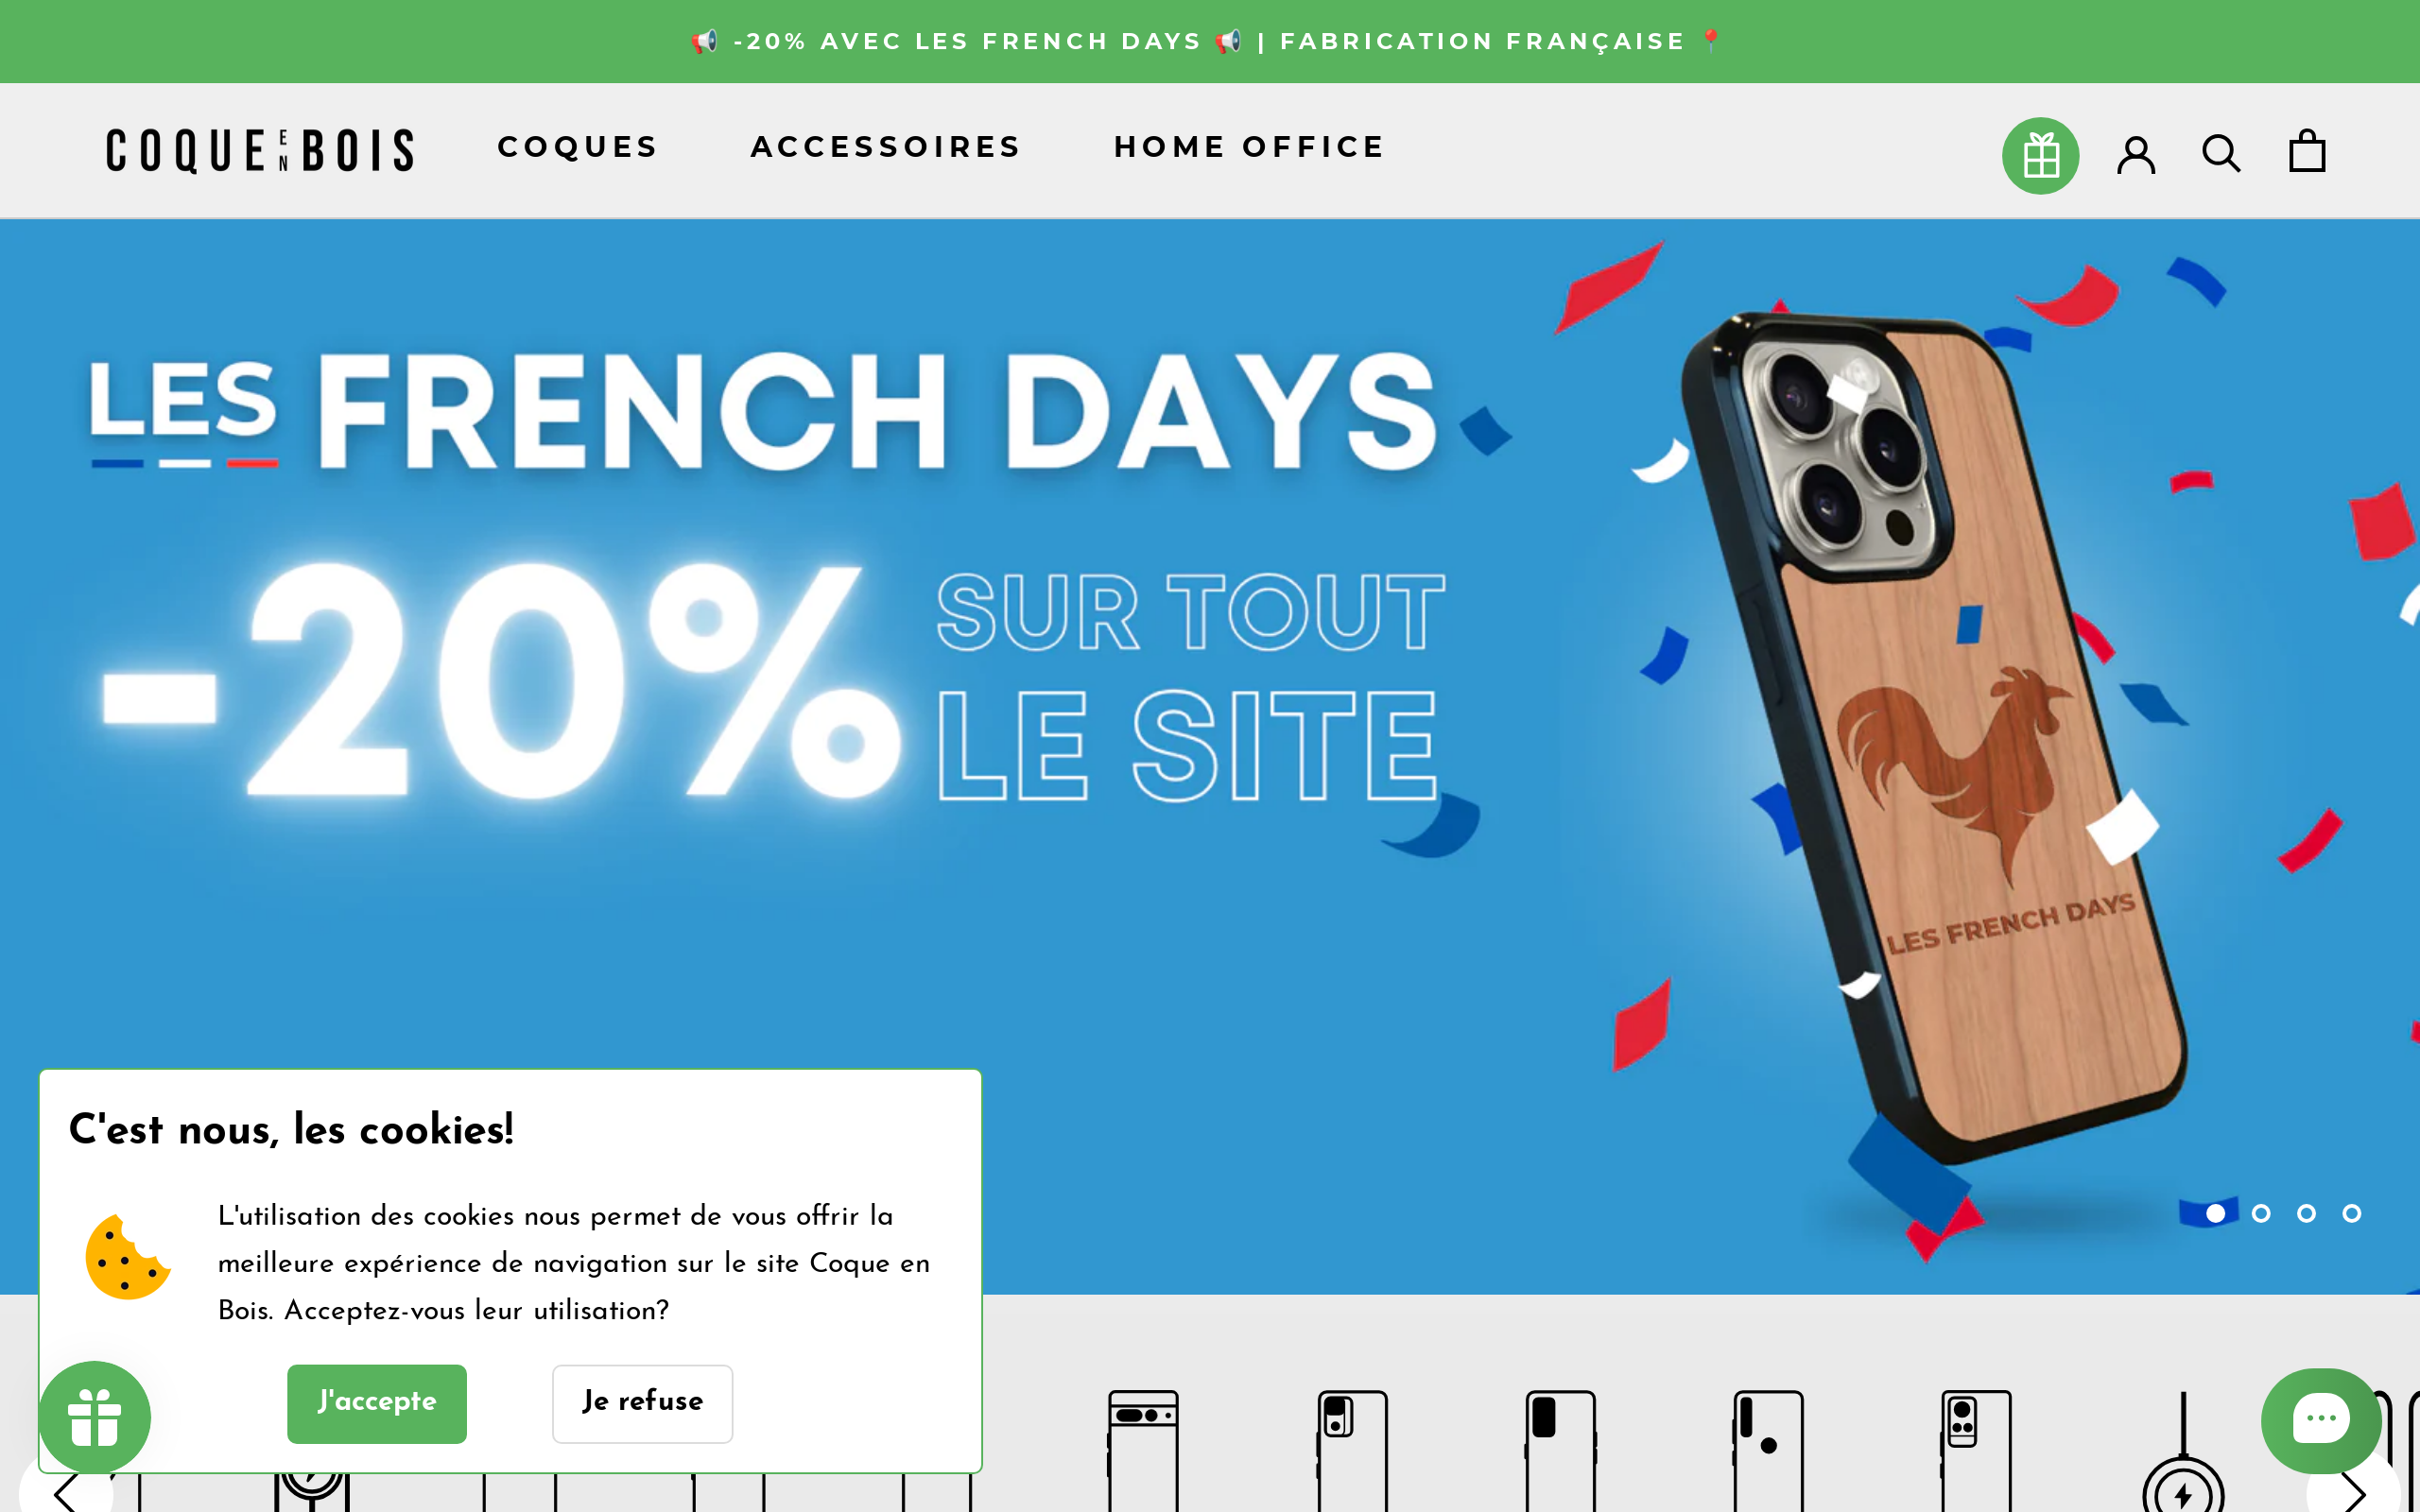 📢 -20% AVEC LES FRENCH DAYS 📢 | FABRICATION FRANÇAISE 📍
COQUE EN BOIS COQUES ACCESSOIRES HOME OFFICE
LES FRENCH DAYS
-20% SUR TOUT
LE SITE
LES FRENCH DAYS
C'est nous, les cookies!
L'utilisation des cookies nous permet de vous offrir la
meilleure expérience de navigation sur le site Coque en
Bois. Acceptez-vous leur utilisation?
J'accepte Je refuse